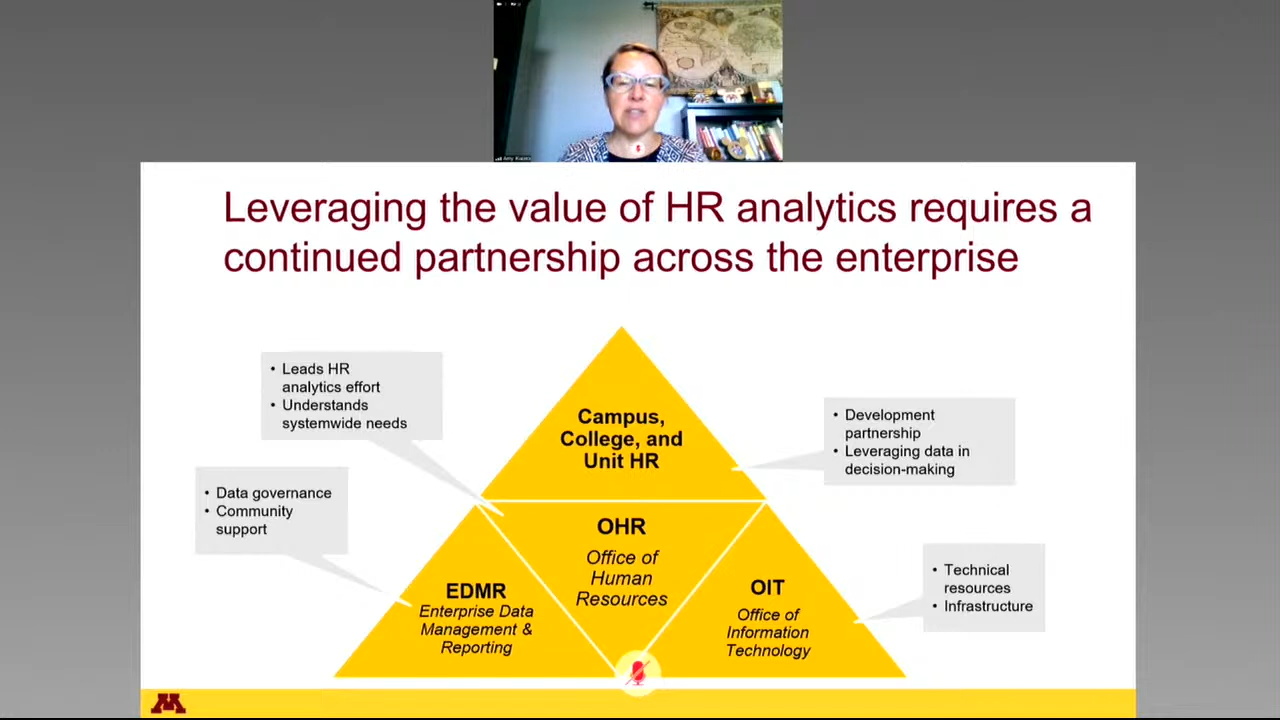 Amy
Leveraging the value of HR analytics requires a
continued partnership across the enterprise
• Leads HR
analytics effort
• Understands
systemwide needs
Campus,
College, and
Unit HR
• Development
partnership
• Leveraging data in
decision-making
• Data governance
• Community
support
OHR
Office of
Human
Resources
EDMR
Enterprise Data
Management &
Reporting
OIT
Office of
Information
Technology
• Technical
resources
• Infrastructure
M